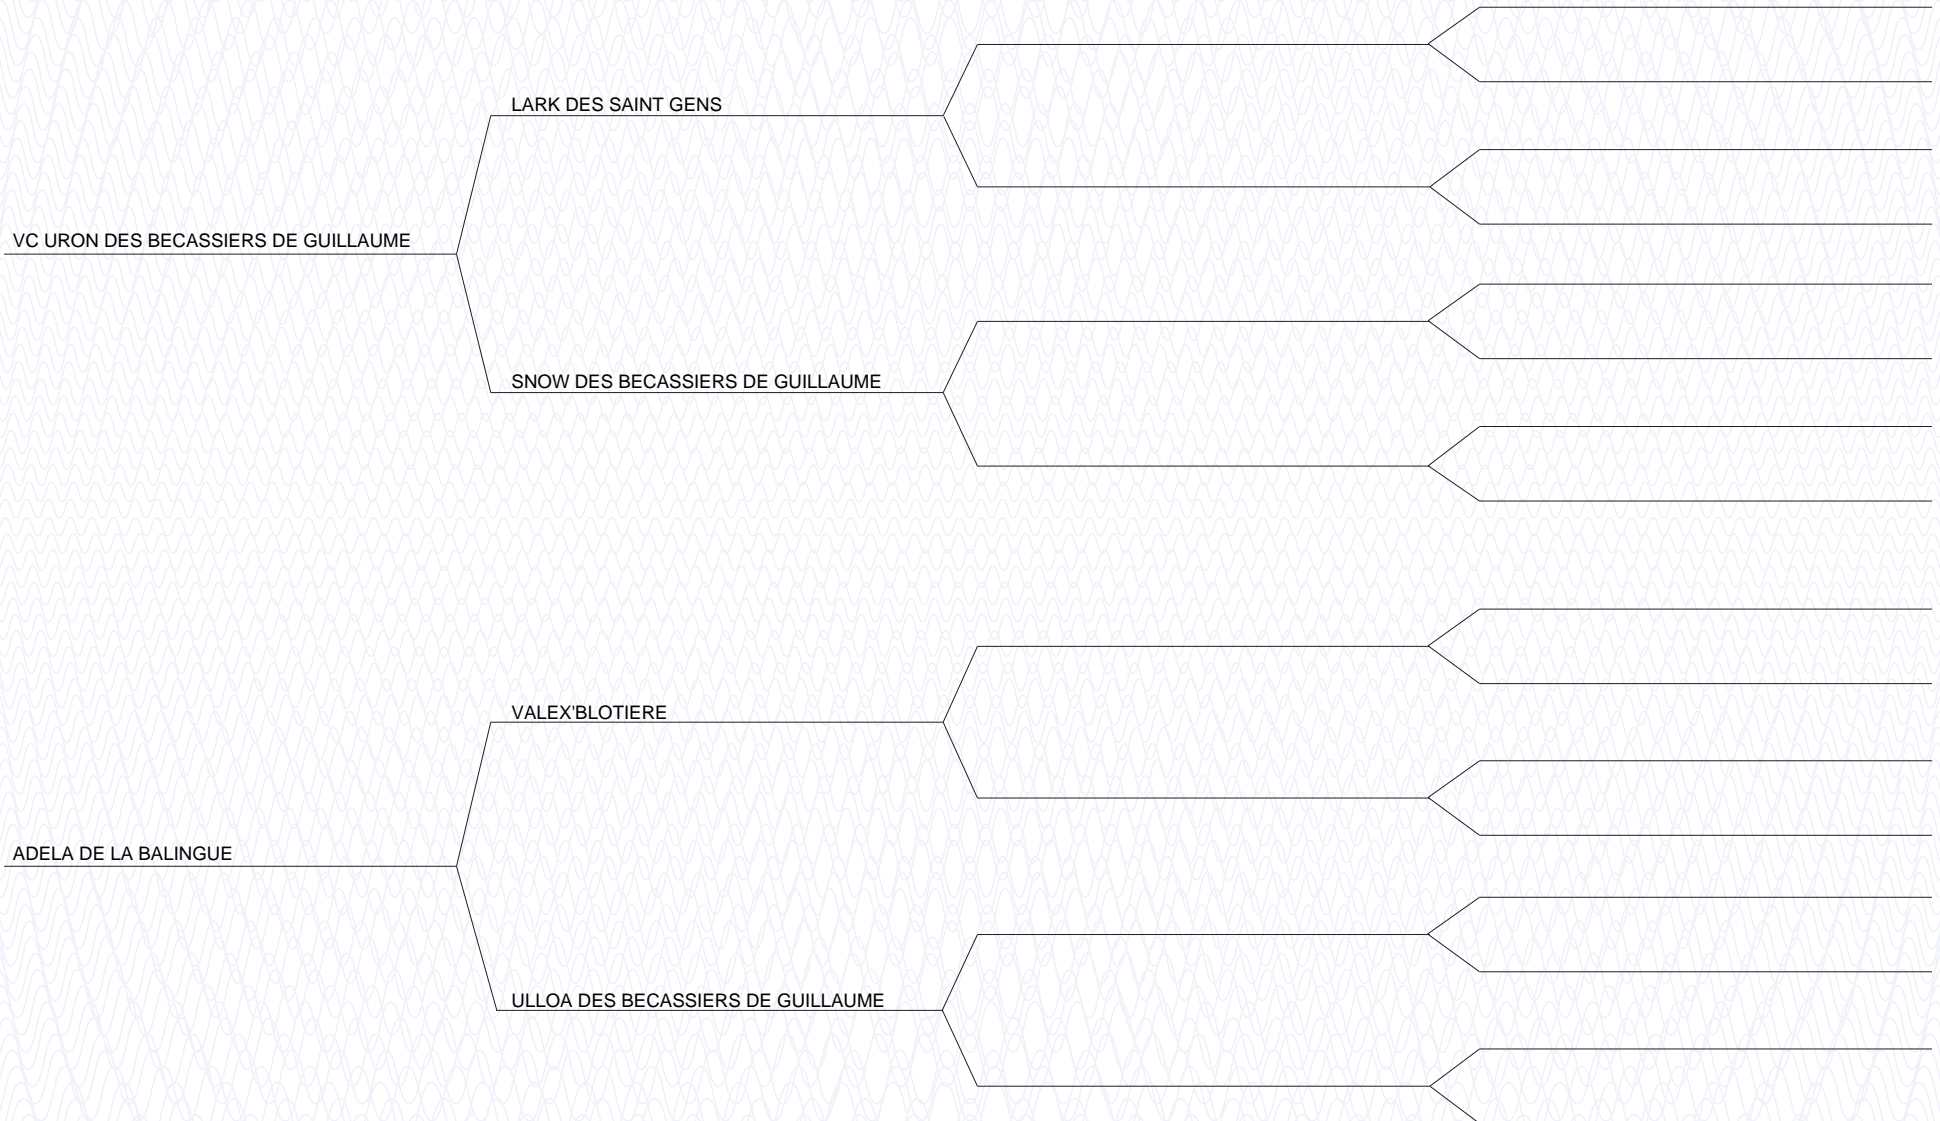 LARK DES SAINT GENS
VC URON DES BECASSIERS DE GUILLAUME
SNOW DES BECASSIERS DE GUILLAUME
VALEX'BLOTIERE
ADELA DE LA BALINGUE
ULLOA DES BECASSIERS DE GUILLAUME